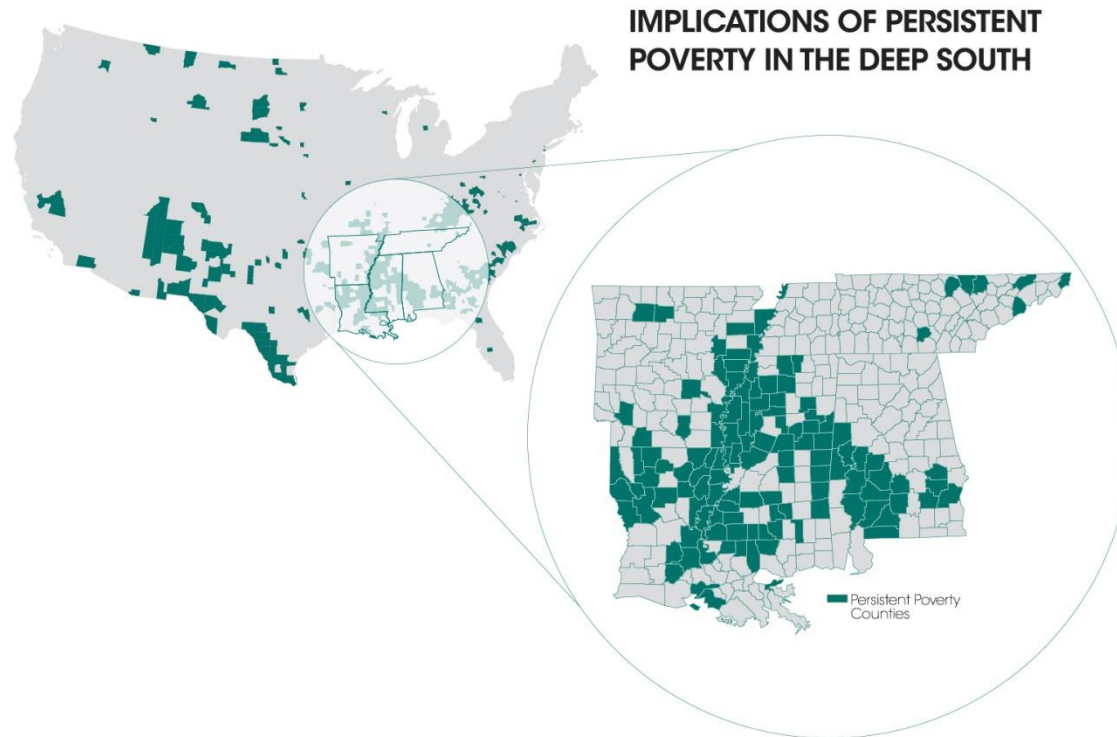 IMPLICATIONS OF PERSISTENT
POVERTY IN THE DEEP SOUTH
Persistent Poverty
Counties